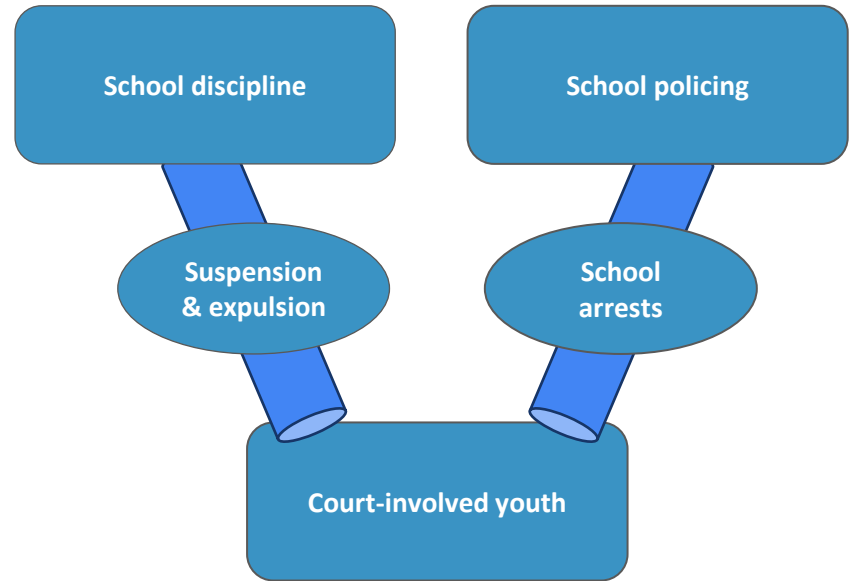 School discipline
School policing
Suspension
& expulsion
School
arrests
Court-involved youth